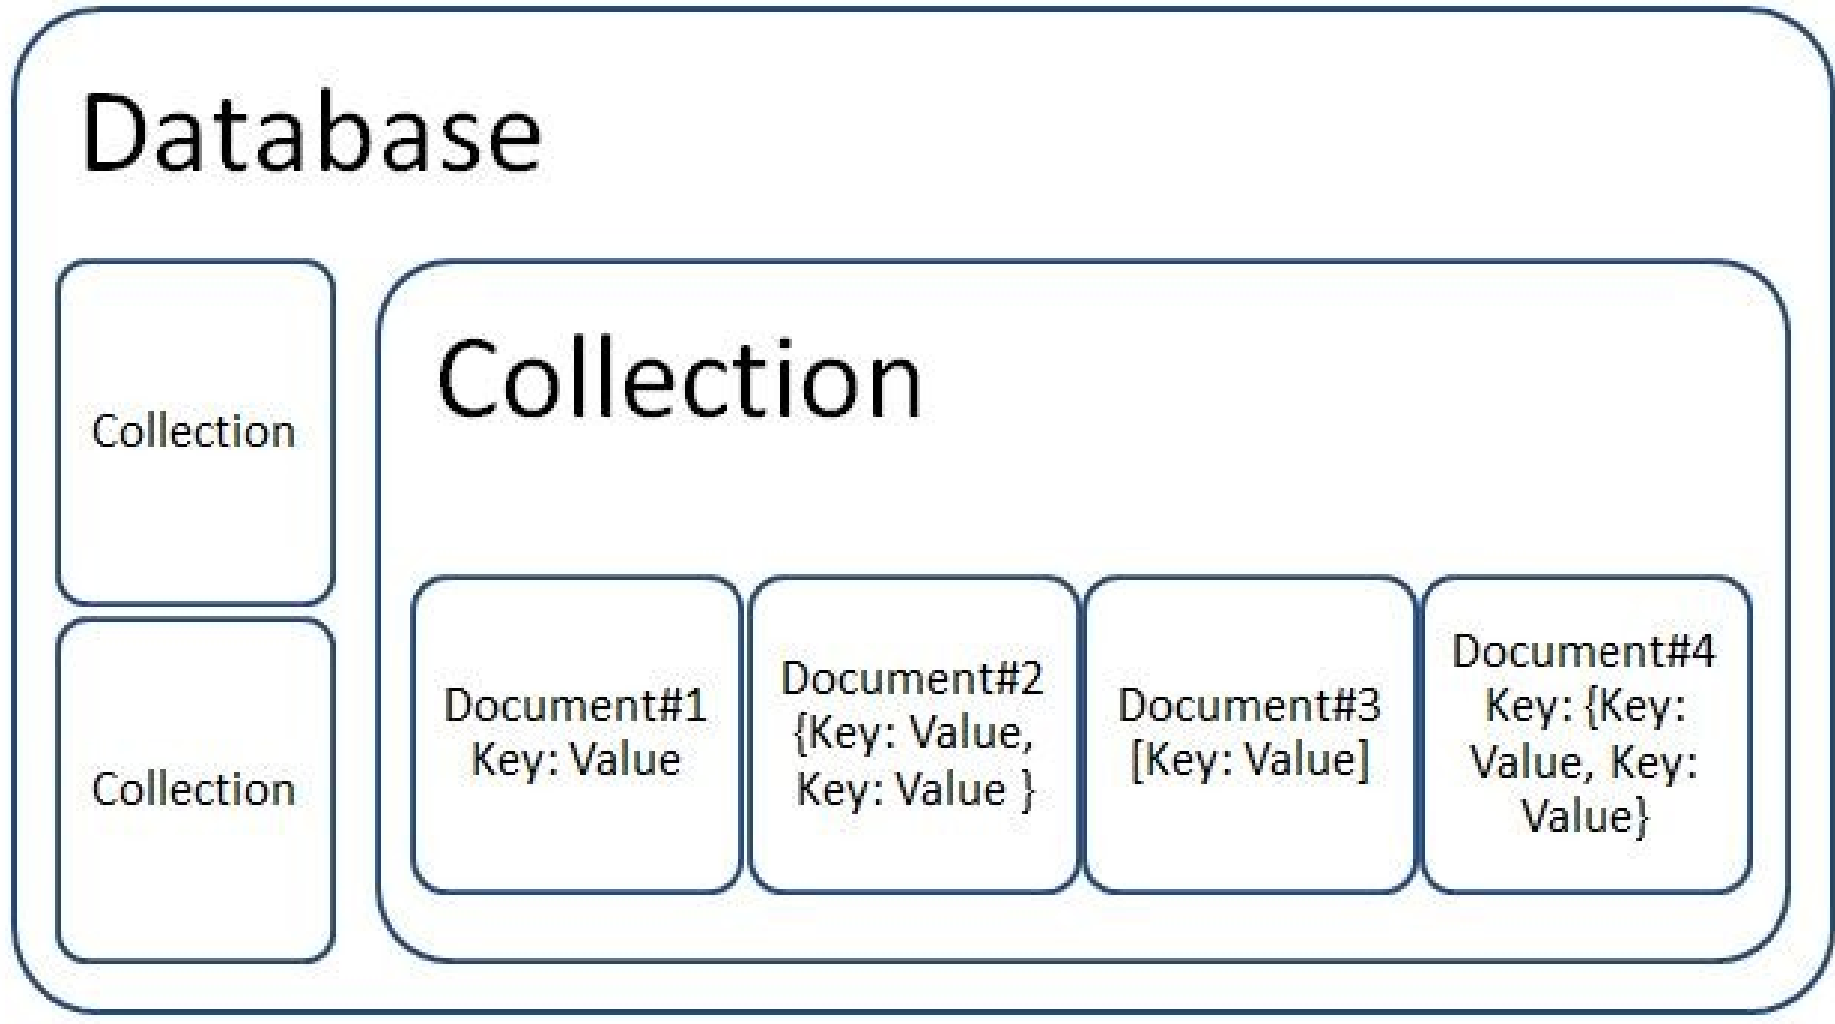 Database
Collection
Collection
Collection
Document#1
Key: Value
Document#2
{Key: Value,
Key: Value }
Document#3
[Key: Value]
Document#4
Key: {Key:
Value, Key:
Value}